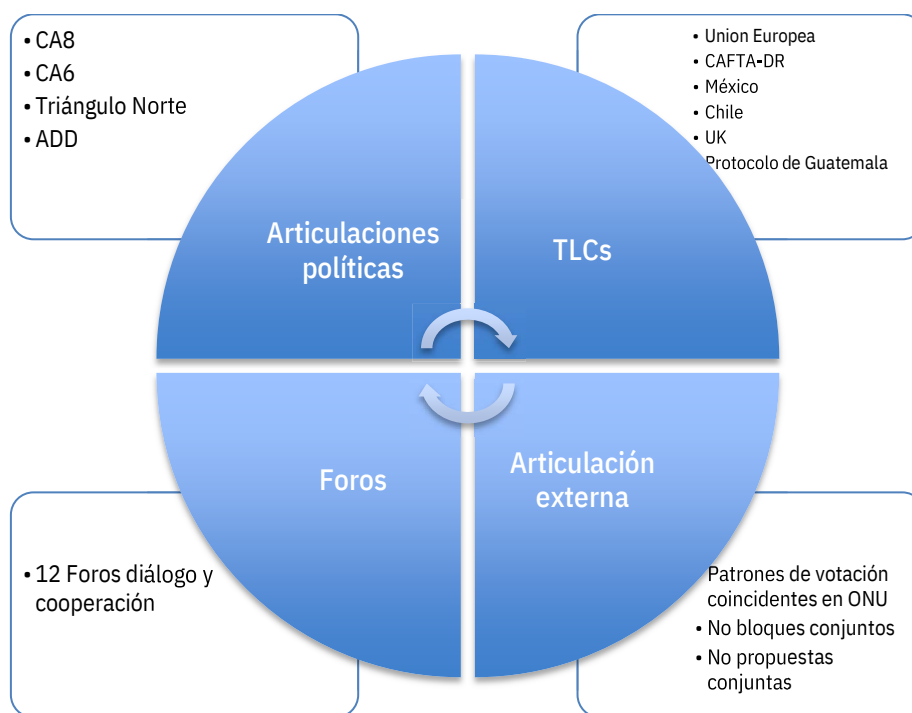 • CA8
• CA6
• Triángulo Norte
• ADD
• Union Europea
• CAFTA-DR
• México
• Chile
• UK
Protocolo de Guatemala
Articulaciones
políticas
TLCs
Foros
Articulación
externa
• 12 Foros diálogo y
cooperación
Patrones de votación
coincidentes en ONU
• No bloques conjuntos
• No propuestas
conjuntas